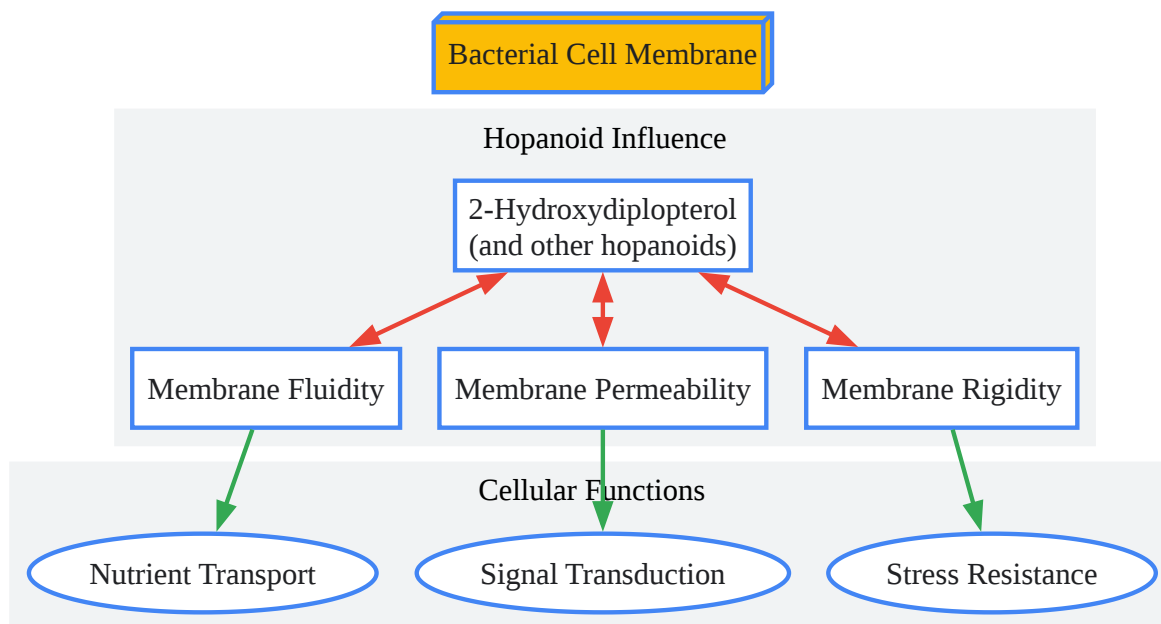 Bacterial Cell Membrane
Hopanoid Influence
2-Hydroxydiplopterol
(and other hopanoids)
Membrane Fluidity
Membrane Permeability
Membrane Rigidity
Cellular Functions
Nutrient Transport
Signal Transduction
Stress Resistance